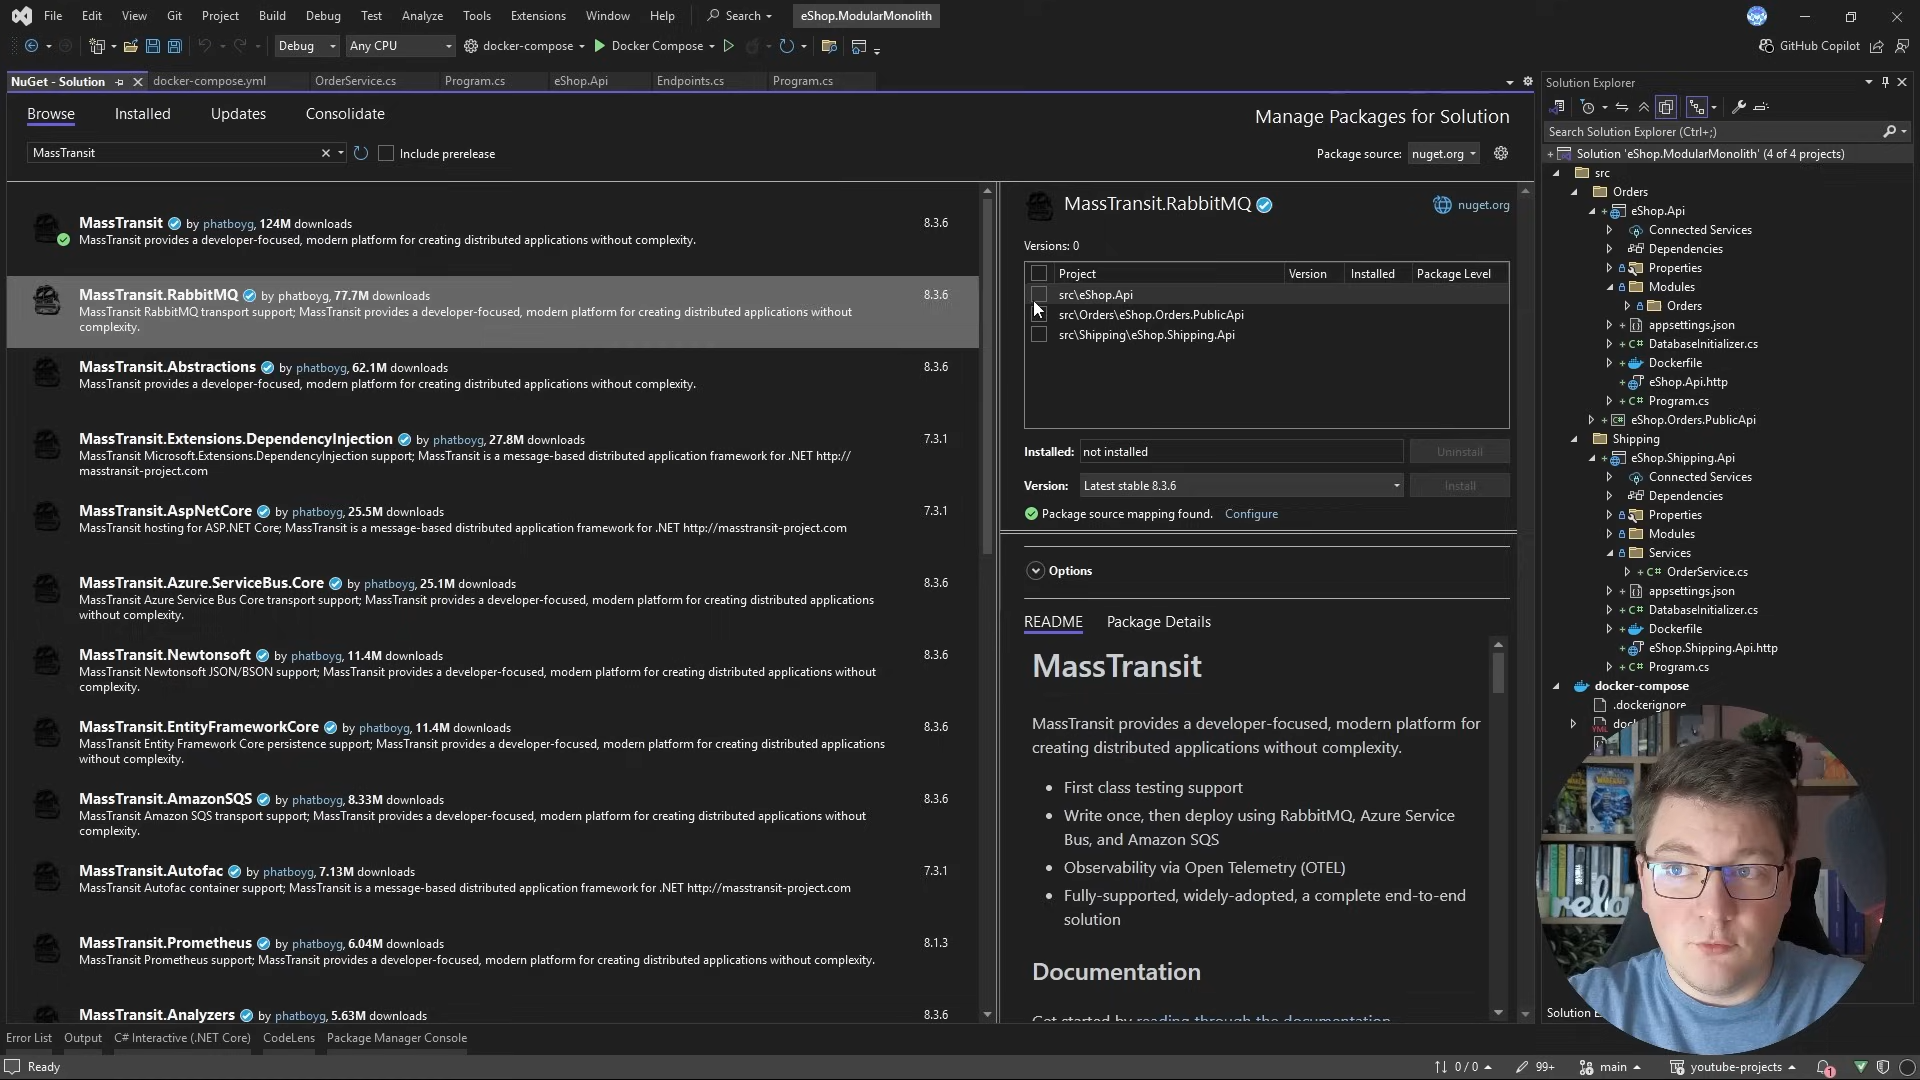 File Edit View Git Project Build Debug Test Analyze Tools Extensions Window Help Search eShop.ModularMonolith
Debug Any CPU docker-compose Docker Compose GitHub Copilot
NuGet - Solution docker-compose.yml OrderService.cs Program.cs eShop.Api Endpoints.cs Program.cs
Browse Installed Updates Consolidate
Manage Packages for Solution
MassTransit
Include prerelease
Package source: nuget.org
MassTransit by phatboyg, 124M downloads 8.3.6
MassTransit provides a developer-focused, modern platform for creating distributed applications without complexity.
MassTransit.RabbitMQ by phatboyg, 77.7M downloads 8.3.6
MassTransit RabbitMQ transport support; MassTransit provides a developer-focused, modern platform for creating distributed applications without
complexity.
MassTransit.Abstractions by phatboyg, 62.1M downloads 8.3.6
MassTransit provides a developer-focused, modern platform for creating distributed applications without complexity.
MassTransit.Extensions.DependencyInjection by phatboyg, 27.8M downloads 7.3.1
MassTransit Microsoft.Extensions.DependencyInjection support; MassTransit is a message-based distributed application framework for .NET http://
masstransit-project.com
MassTransit.AspNetCore by phatboyg, 25.5M downloads 7.3.1
MassTransit hosting for ASP.NET Core; MassTransit is a message-based distributed application framework for .NET http://masstransit-project.com
MassTransit.Azure.ServiceBus.Core by phatboyg, 25.1M downloads 8.3.6
MassTransit Azure Service Bus Core transport support; MassTransit provides a developer-focused, modern platform for creating distributed applications
without complexity.
MassTransit.Newtonsoft by phatboyg, 11.4M downloads 8.3.6
MassTransit Newtonsoft JSON/BSON support; MassTransit provides a developer-focused, modern platform for creating distributed applications without
complexity.
MassTransit.EntityFrameworkCore by phatboyg, 11.4M downloads 8.3.6
MassTransit Entity Framework Core persistence support; MassTransit provides a developer-focused, modern platform for creating distributed applications
without complexity.
MassTransit.AmazonSQS by phatboyg, 8.33M downloads 8.3.6
MassTransit Amazon SQS transport support; MassTransit provides a developer-focused, modern platform for creating distributed applications without
complexity.
MassTransit.Autofac by phatboyg, 7.13M downloads 7.3.1
MassTransit Autofac container support; MassTransit is a message-based distributed application framework for .NET http://masstransit-project.com
MassTransit.Prometheus by phatboyg, 6.04M downloads 8.1.3
MassTransit Prometheus support; MassTransit provides a developer-focused, modern platform for creating distributed applications without complexity.
MassTransit.Analyzers by phatboyg, 5.63M downloads 8.3.6
MassTransit.RabbitMQ nuget.org
Versions: 0
Project Version Installed Package Level
src\eShop.Api
src\Orders\eShop.Orders.PublicApi
src\Shipping\eShop.Shipping.Api
Installed: not installed Uninstall
Version: Latest stable 8.3.6 Install
Package source mapping found. Configure
Options
README Package Details
MassTransit
MassTransit provides a developer-focused, modern platform for
creating distributed applications without complexity.
First class testing support
Write once, then deploy using RabbitMQ, Azure Service
Bus, and Amazon SQS
Observability via Open Telemetry (OTEL)
Fully-supported, widely-adopted, a complete end-to-end
solution
Documentation
Get started by reading through the documentation
Solution Explorer
Search Solution Explorer (Ctrl+;)
Solution 'eShop.ModularMonolith' (4 of 4 projects)
src
Orders
eShop.Api
Connected Services
Dependencies
Properties
Modules
Orders
appsettings.json
DatabaseInitializer.cs
Dockerfile
eShop.Api.http
Program.cs
eShop.Orders.PublicApi
Shipping
eShop.Shipping.Api
Connected Services
Dependencies
Properties
Modules
Services
OrderService.cs
appsettings.json
DatabaseInitializer.cs
Dockerfile
eShop.Shipping.Api.http
Program.cs
docker-compose
.dockerignore
Solution
Error List Output C# Interactive (.NET Core) CodeLens Package Manager Console
Ready 0 / 0 99+ main youtube-projects 1